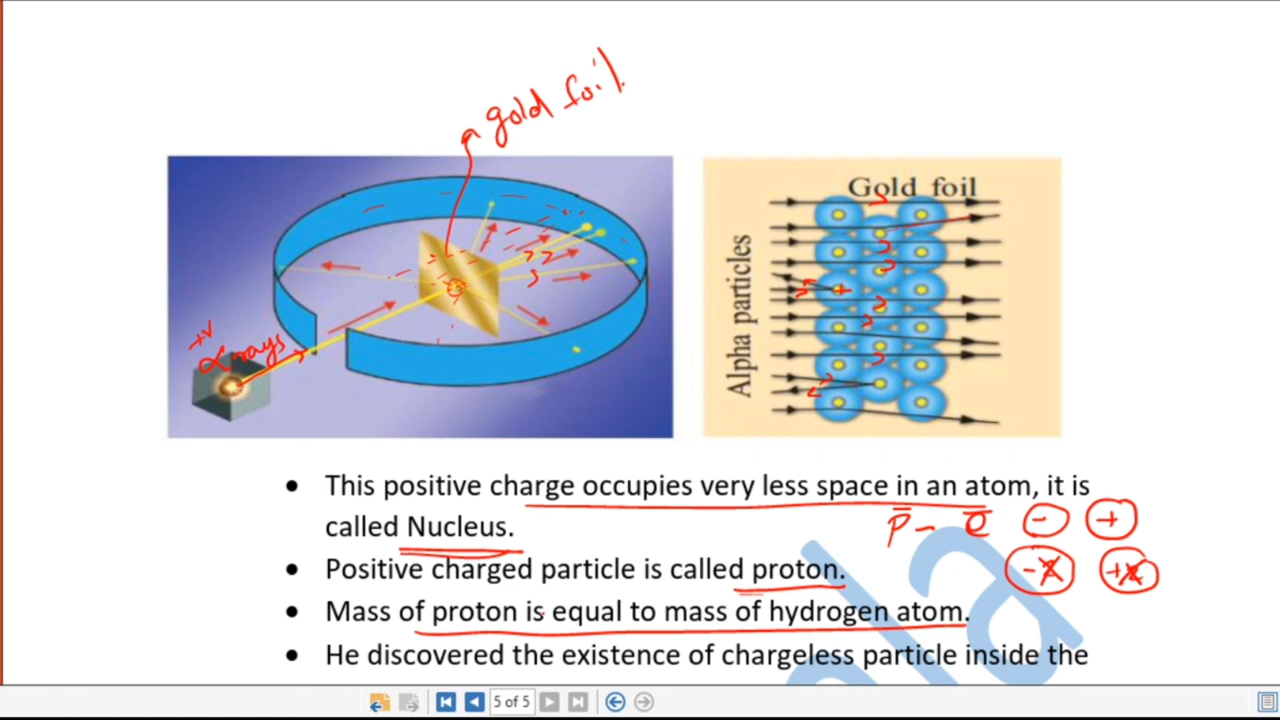 gold foil
Gold foil
Alpha particles
+v
α rays
• This positive charge occupies very less space in an atom, it is
called Nucleus.
p̄ - ē - +
• Positive charged particle is called proton.
• Mass of proton is equal to mass of hydrogen atom.
• He discovered the existence of chargeless particle inside the
5 of 5